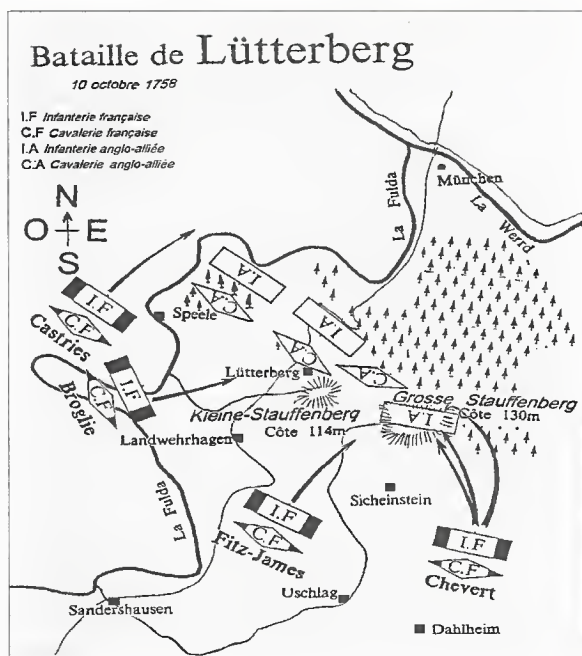 Bataille de Lütterberg
10 octobre 1758
I.F Infanterie française
C.F Cavalerie française
I.A Infanterie anglo-alliée
C.A Cavalerie anglo-alliée
N
O E
S
München
La Fulda
La Werrd
I.F
C.F
Castries
Speele
I.A
C.A
I.A
C.A
C.A
I.F
C.F
Broglie
Lütterberg
Kleine-Stauffenberg
Côte 114m
Grosse Stauffenberg
Côte 130m
I.A
Landwehrhagen
La Fulda
Sicheinstein
I.F
C.F
Fitz-James
I.F
C.F
Chevert
Sandershausen
Uschlag
Dahlheim